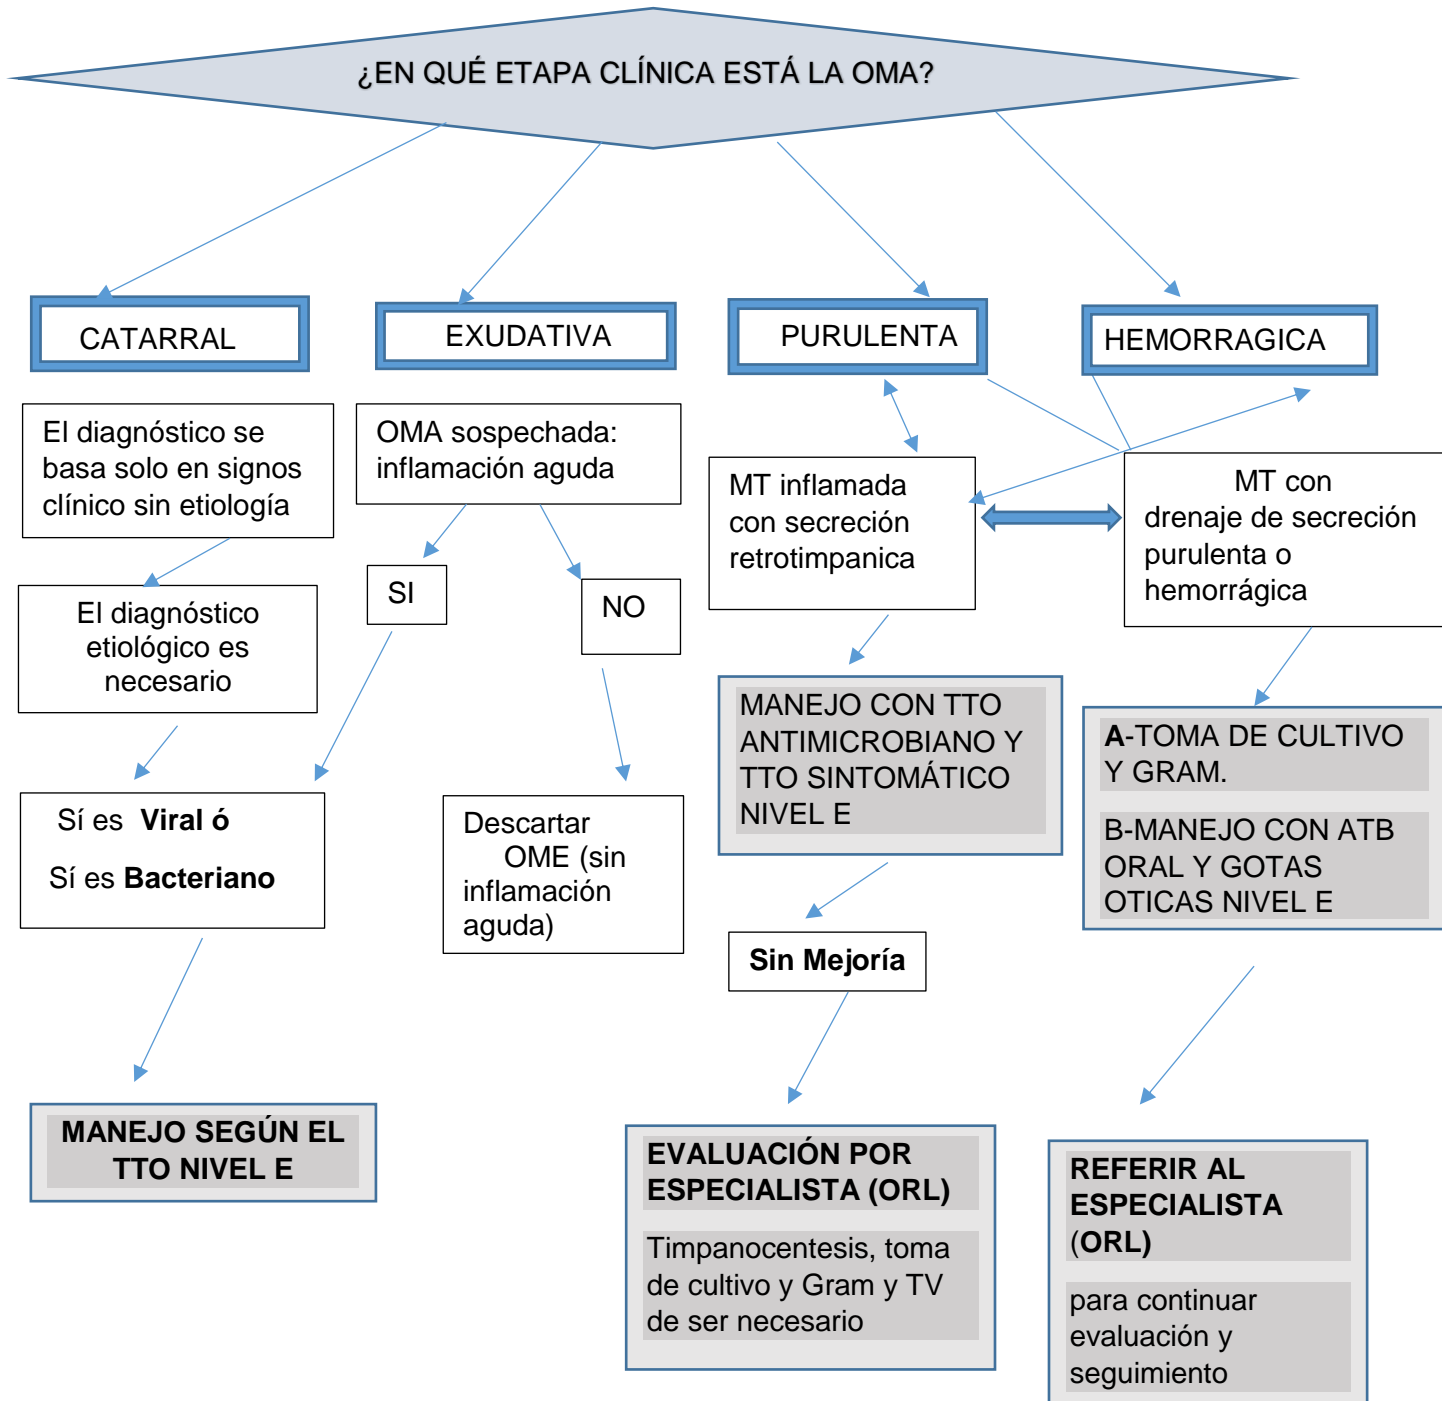 ¿EN QUÉ ETAPA CLÍNICA ESTÁ LA OMA?
CATARRAL
EXUDATIVA
PURULENTA
HEMORRAGICA
El diagnóstico se
basa solo en signos
clínico sin etiología
OMA sospechada:
inflamación aguda
MT inflamada
con secreción
retrotimpanica
MT con
drenaje de secreción
purulenta o
hemorrágica
SI
NO
El diagnóstico
etiológico es
necesario
MANEJO CON TTO
ANTIMICROBIANO Y
TTO SINTOMÁTICO
NIVEL E
A-TOMA DE CULTIVO
Y GRAM.
B-MANEJO CON ATB
ORAL Y GOTAS
OTICAS NIVEL E
Sí es Viral ó
Sí es Bacteriano
Descartar
OME (sin
inflamación
aguda)
Sin Mejoría
MANEJO SEGÚN EL
TTO NIVEL E
EVALUACIÓN POR
ESPECIALISTA (ORL)
Timpanocentesis, toma
de cultivo y Gram y TV
de ser necesario
REFERIR AL
ESPECIALISTA
(ORL)
para continuar
evaluación y
seguimiento